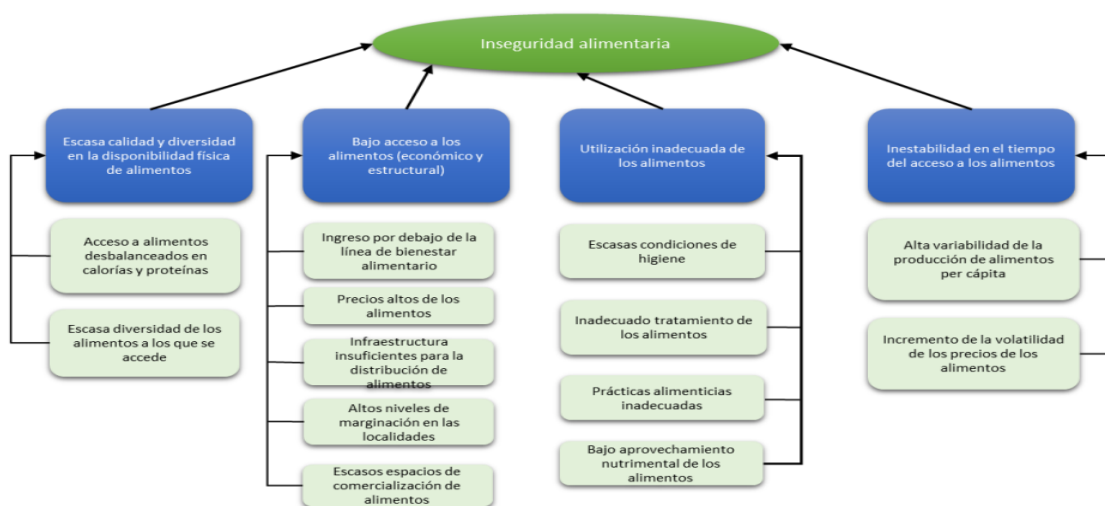 Inseguridad alimentaria
Escasa calidad y diversidad
en la disponibilidad física
de alimentos
Acceso a alimentos
desbalanceados en
calorías y proteínas
Escasa diversidad de los
alimentos a los que se
accede
Bajo acceso a los
alimentos (económico y
estructural)
Ingreso por debajo de la
línea de bienestar
alimentario
Precios altos de los
alimentos
Infraestructura
insuficientes para la
distribución de
alimentos
Altos niveles de
marginación en las
localidades
Escasos espacios de
comercialización de
alimentos
Utilización inadecuada de
los alimentos
Escasas condiciones de
higiene
Inadecuado tratamiento de
los alimentos
Prácticas alimenticias
inadecuadas
Bajo aprovechamiento
nutrimental de los
alimentos
Inestabilidad en el tiempo
del acceso a los alimentos
Alta variabilidad de la
producción de alimentos
per cápita
Incremento de la volatilidad
de los precios de los
alimentos